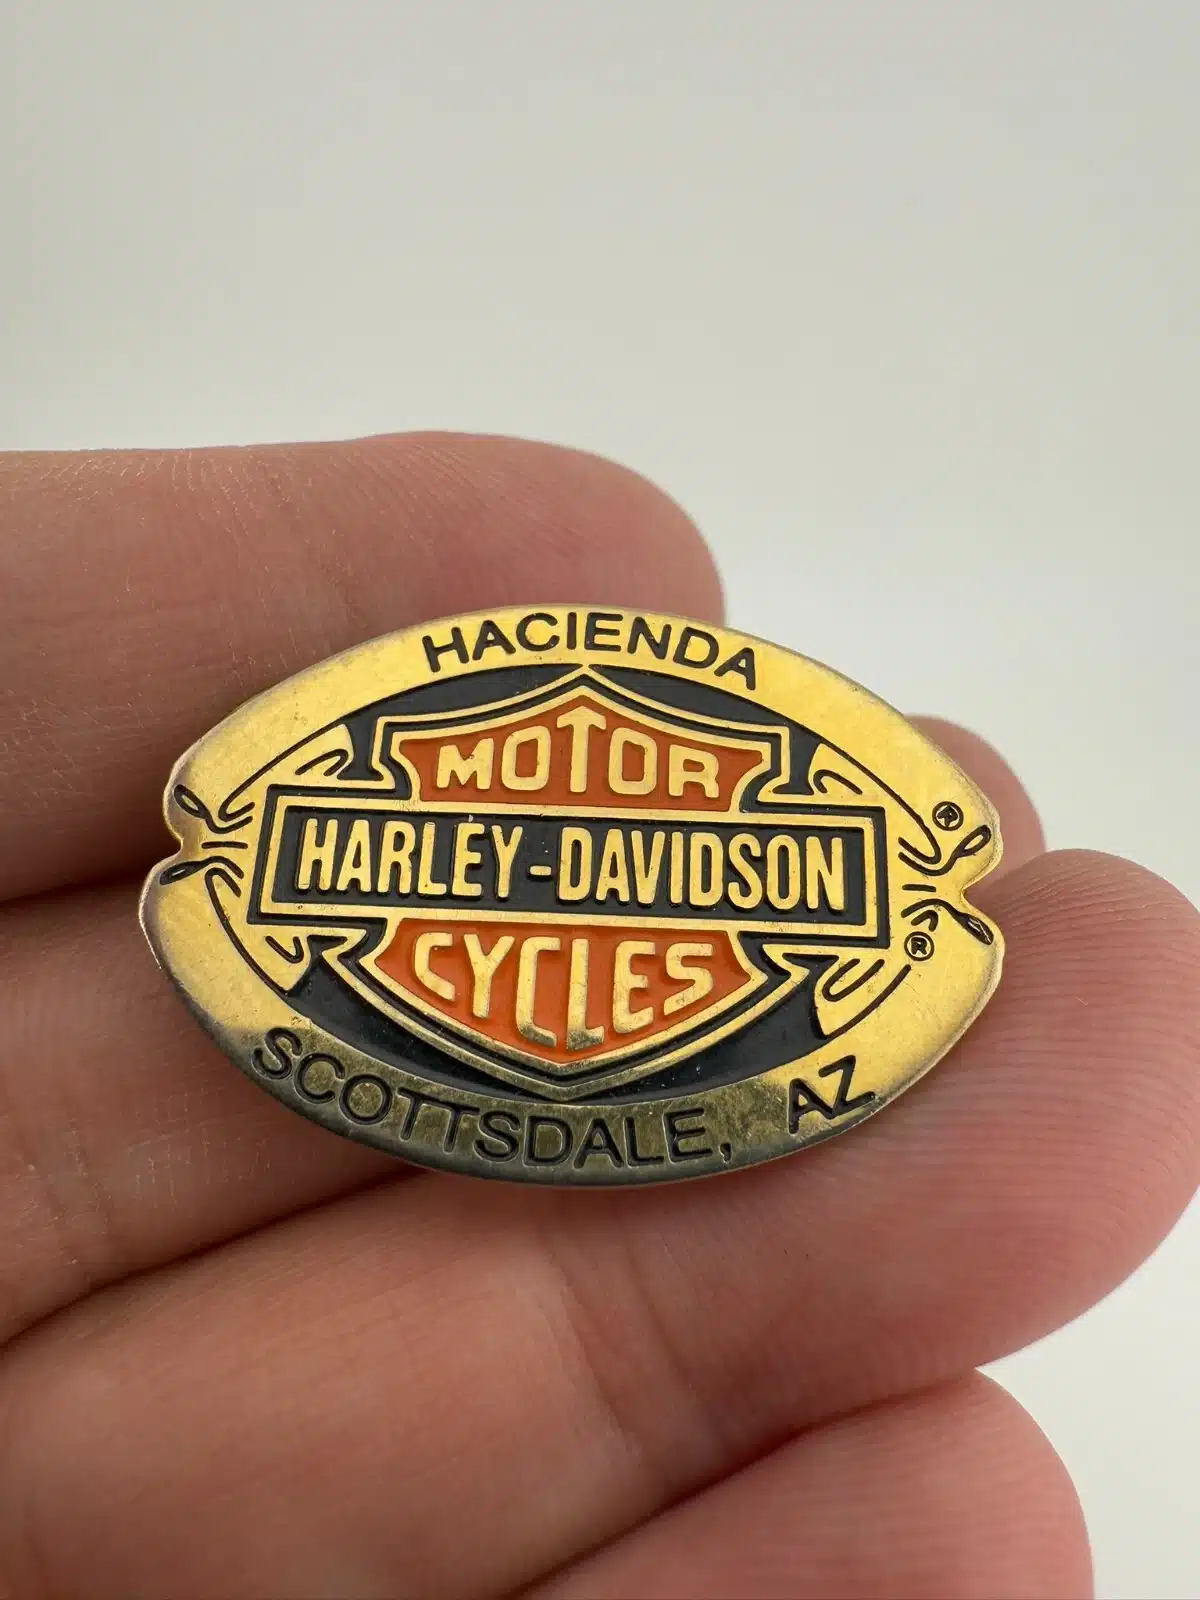 HACIENDA
MOTOR
HARLEY-DAVIDSON
CYCLES
®
®
SCOTTSDALE, AZ